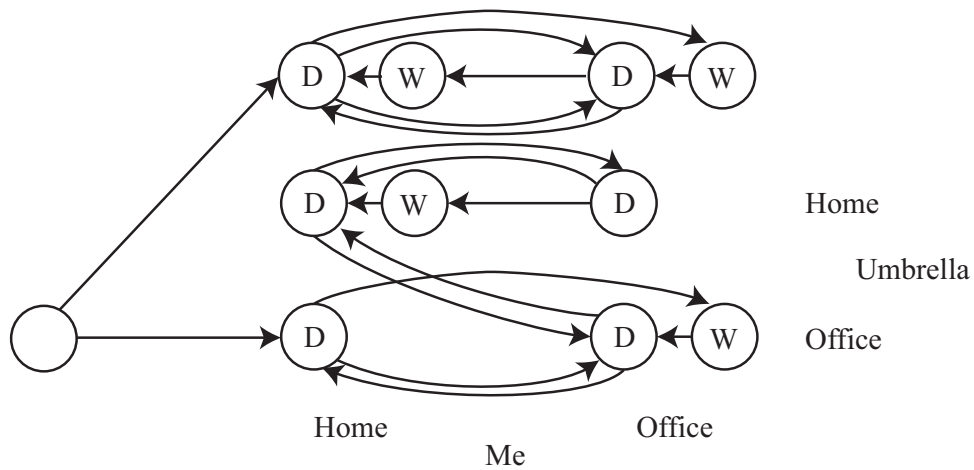 D W D W
D W D Home
Umbrella
D D W Office
Home Office
Me